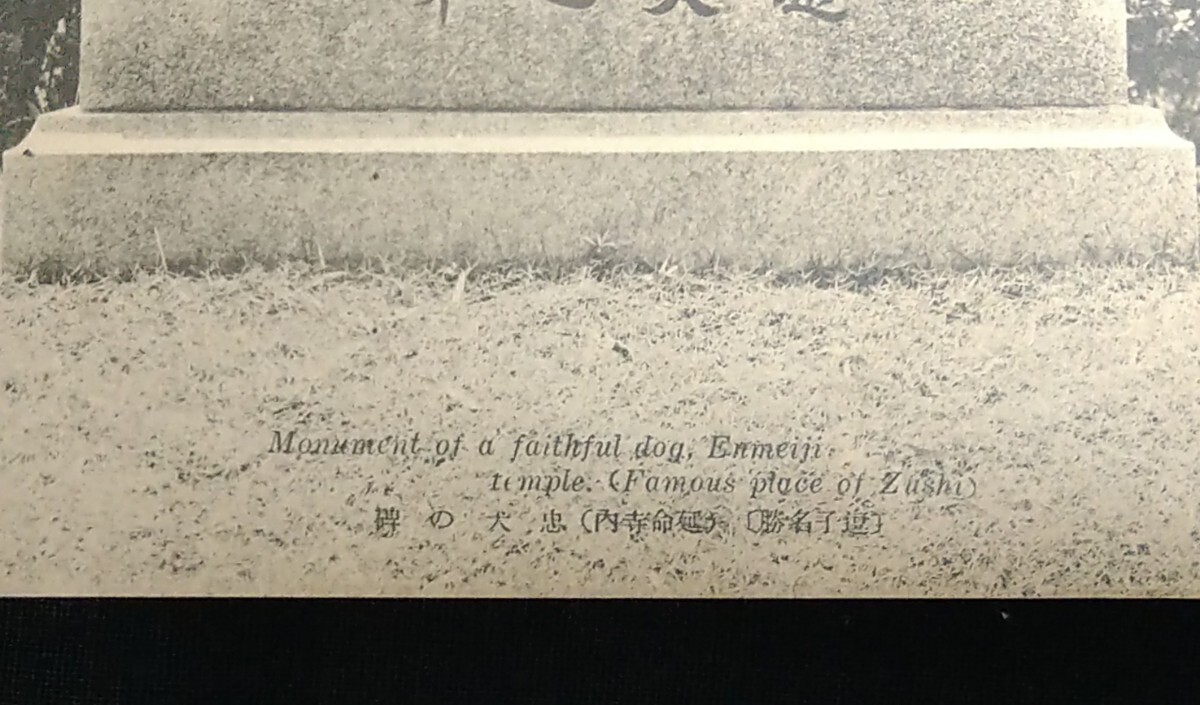 Monument of a faithful dog, Enmeiji
temple. (Famous place of Zushi)
碑の犬忠（内寺命延）〔勝名子逗〕